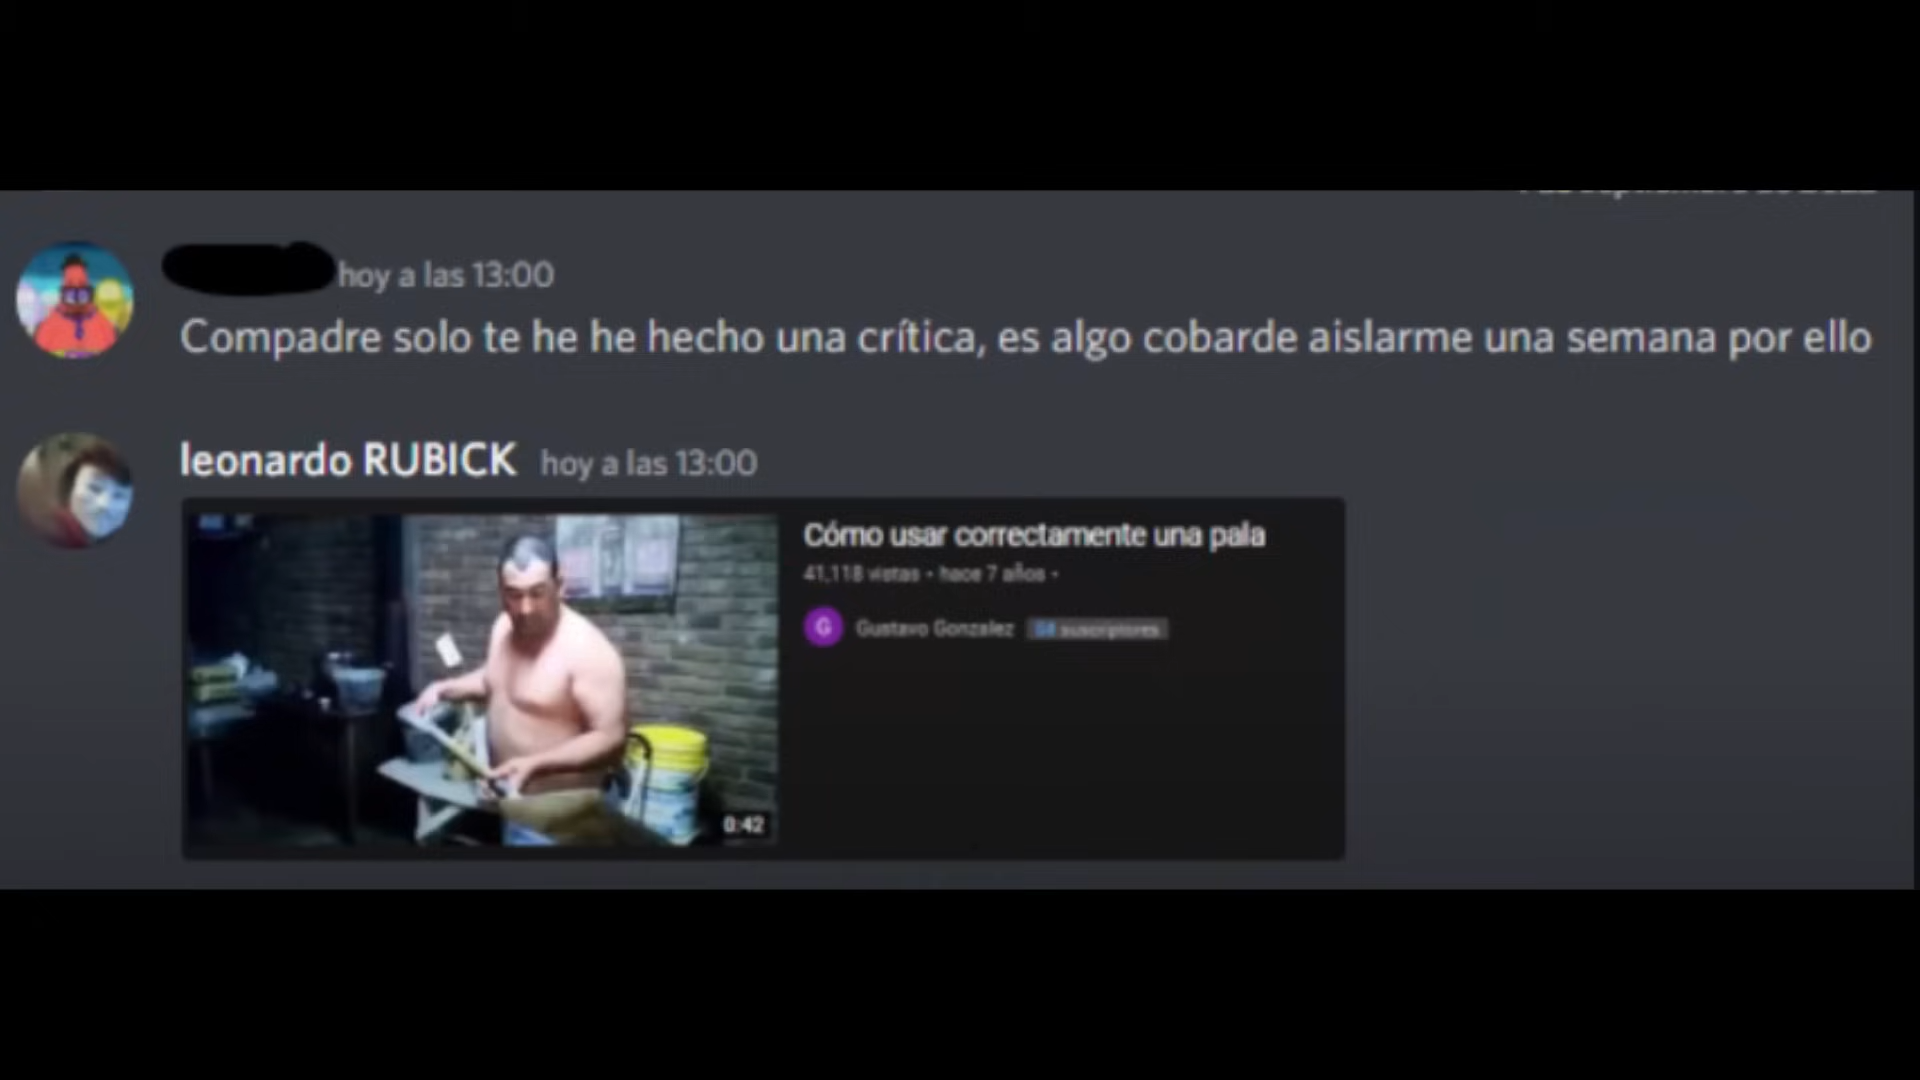 hoy a las 13:00
Compadre solo te he he hecho una crítica, es algo cobarde aislarme una semana por ello
leonardo RUBICK hoy a las 13:00
Cómo usar correctamente una pala
41,118 vistas • hace 7 años •
G Gustavo Gonzalez suscriptores
0:42